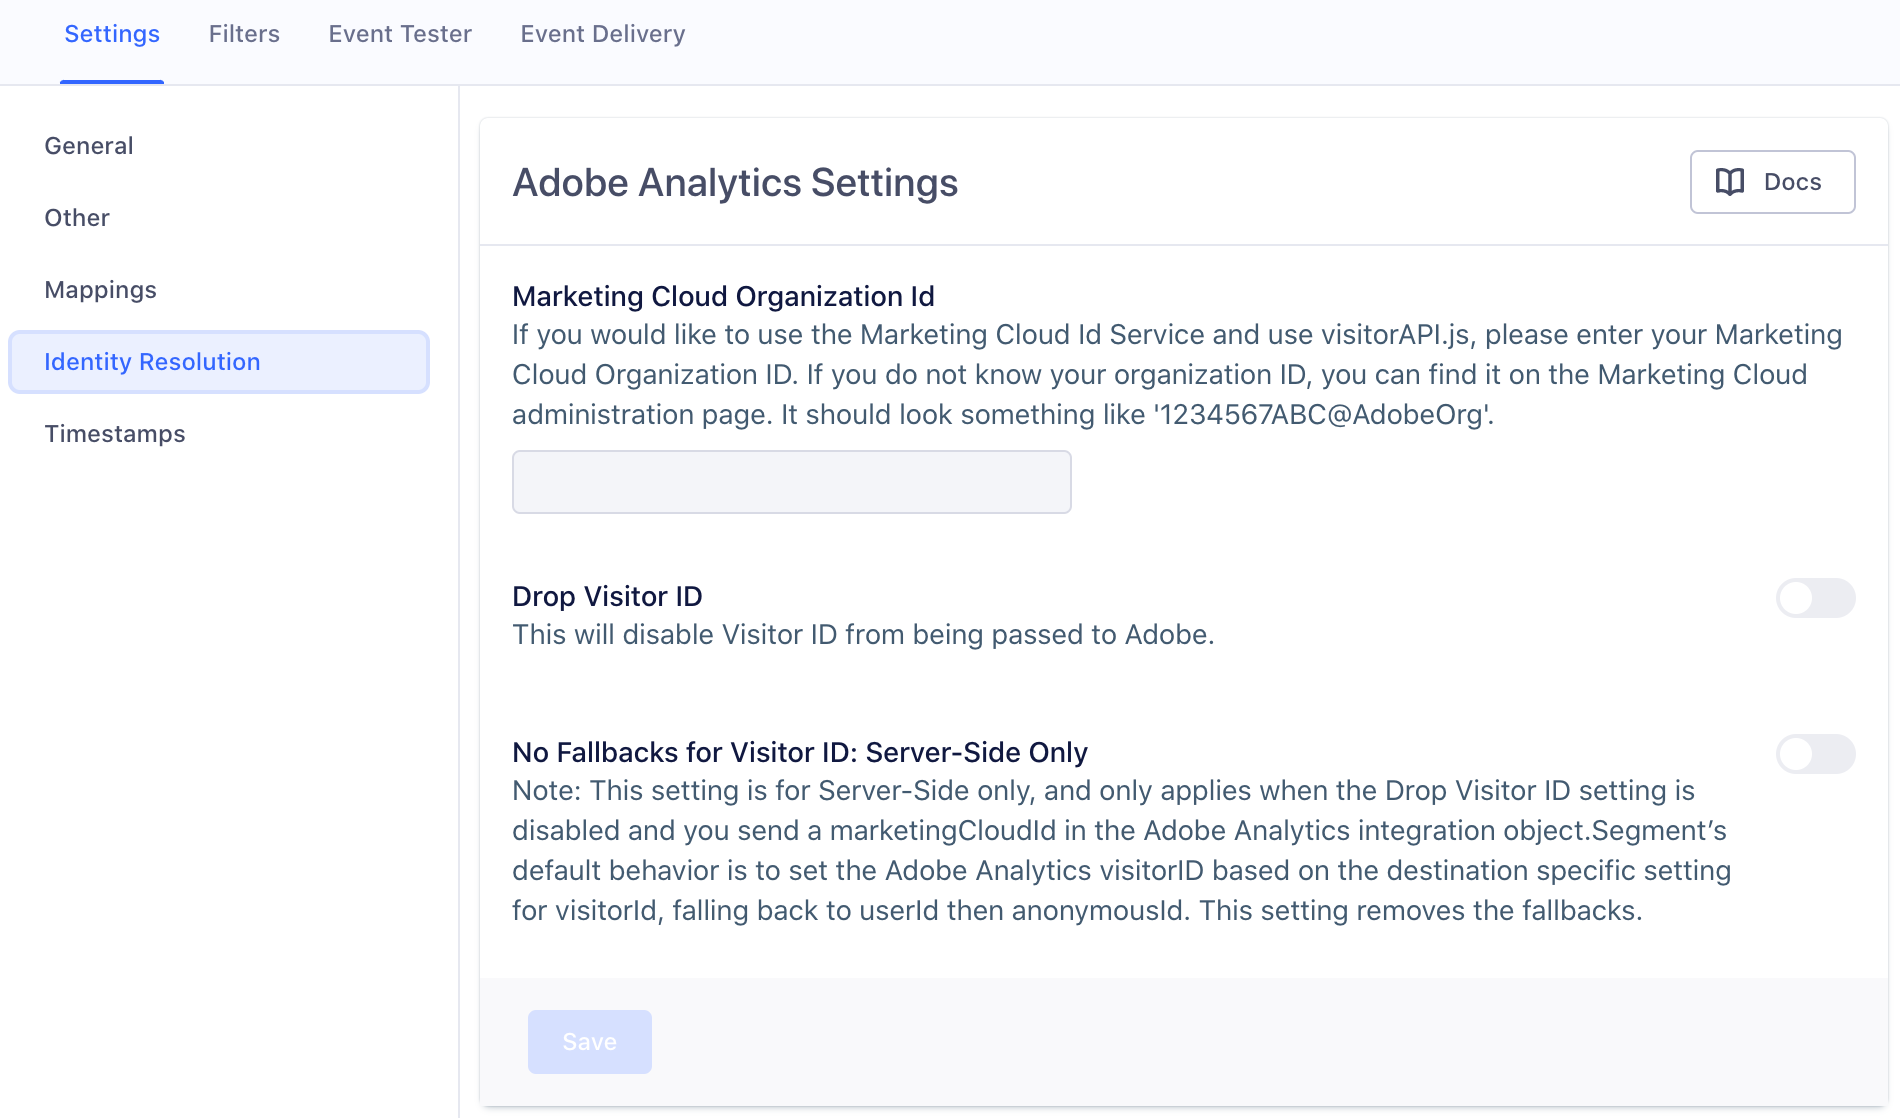 Settings
Filters
Event Tester
Event Delivery
General
Other
Mappings
Identity Resolution
Timestamps
Adobe Analytics Settings
Docs
Marketing Cloud Organization Id
If you would like to use the Marketing Cloud Id Service and use visitorAPI.js, please enter your Marketing
Cloud Organization ID. If you do not know your organization ID, you can find it on the Marketing Cloud
administration page. It should look something like '1234567ABC@AdobeOrg'.
Drop Visitor ID
This will disable Visitor ID from being passed to Adobe.
No Fallbacks for Visitor ID: Server-Side Only
Note: This setting is for Server-Side only, and only applies when the Drop Visitor ID setting is
disabled and you send a marketingCloudId in the Adobe Analytics integration object.Segment’s
default behavior is to set the Adobe Analytics visitorID based on the destination specific setting
for visitorId, falling back to userId then anonymousId. This setting removes the fallbacks.
Save